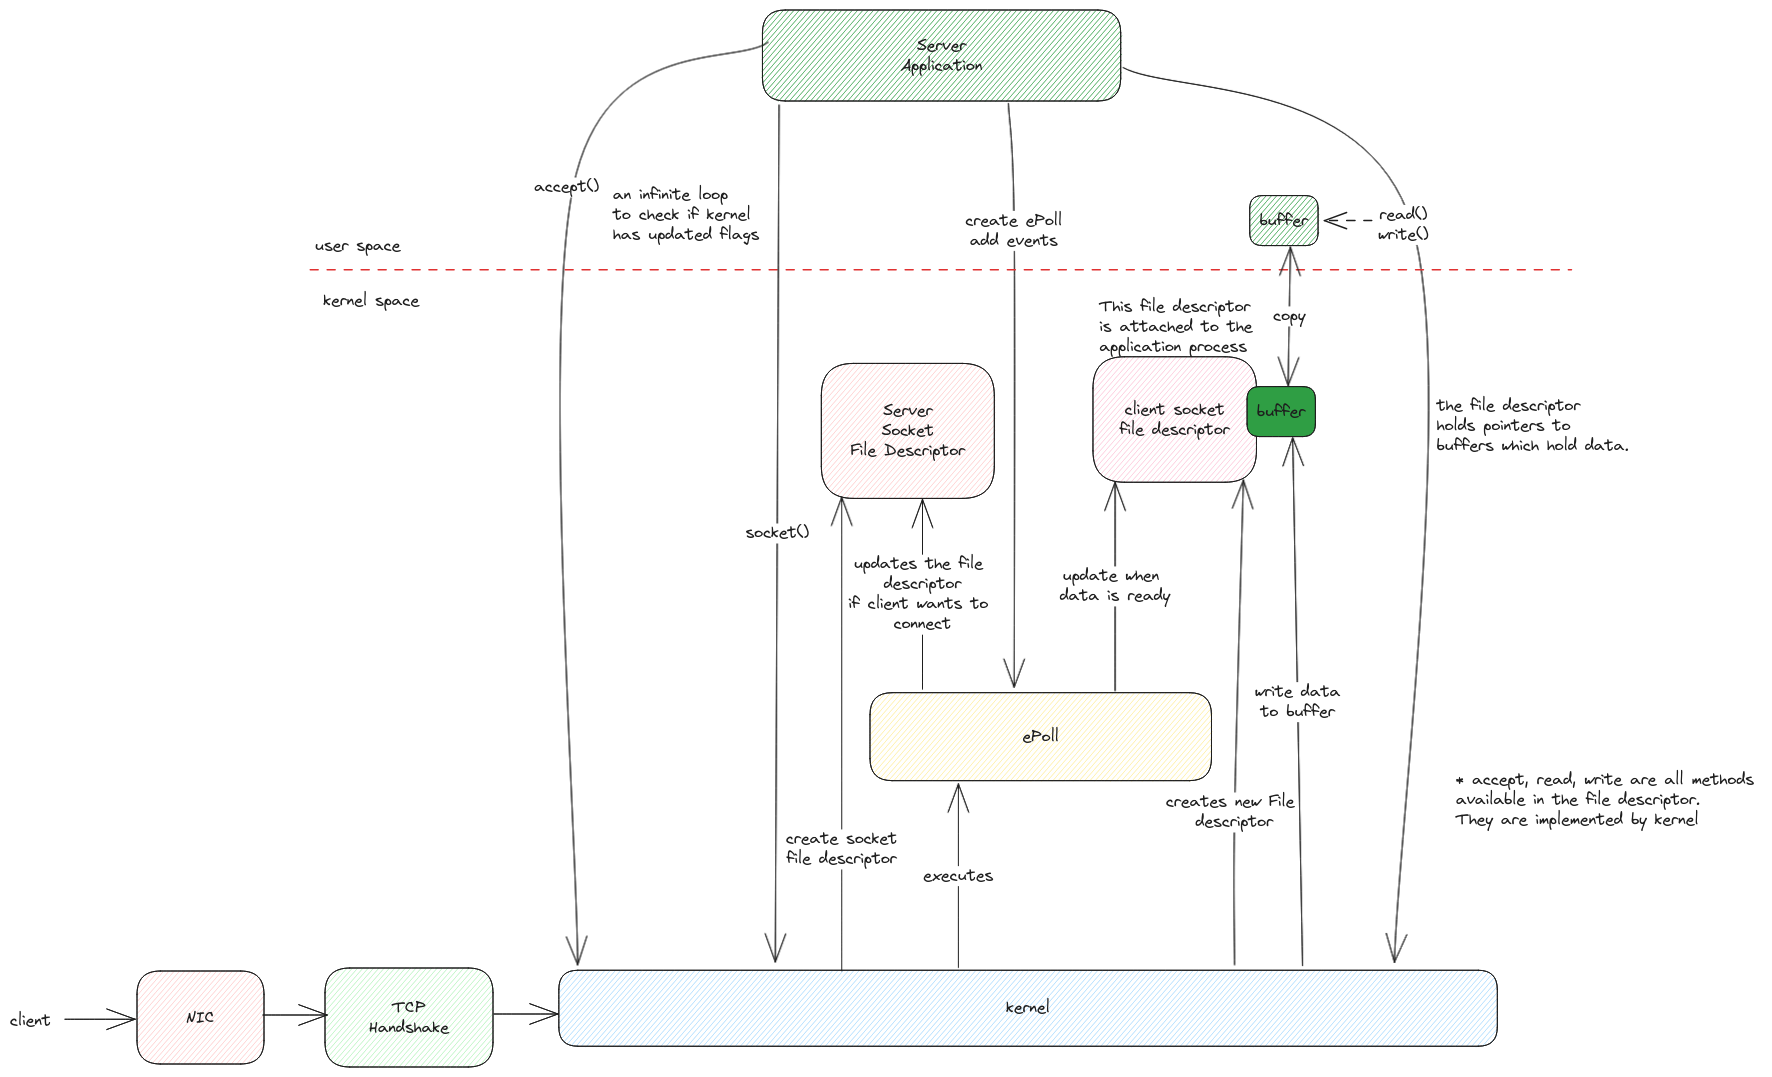 Server
Application
accept()
an infinite loop
to check if kernel
has updated flags
create ePoll
add events
buffer
read()
write()
user space
kernel space
This file descriptor
is attached to the
application process
copy
Server
Socket
File Descriptor
client socket
file descriptor
buffer
the file descriptor
holds pointers to
buffers which hold data.
socket()
updates the file
descriptor
if client wants to
connect
update when
data is ready
write data
to buffer
ePoll
creates new File
descriptor
* accept, read, write are all methods
available in the file descriptor.
They are implemented by kernel
create socket
file descriptor
executes
client
NIC
TCP
Handshake
kernel